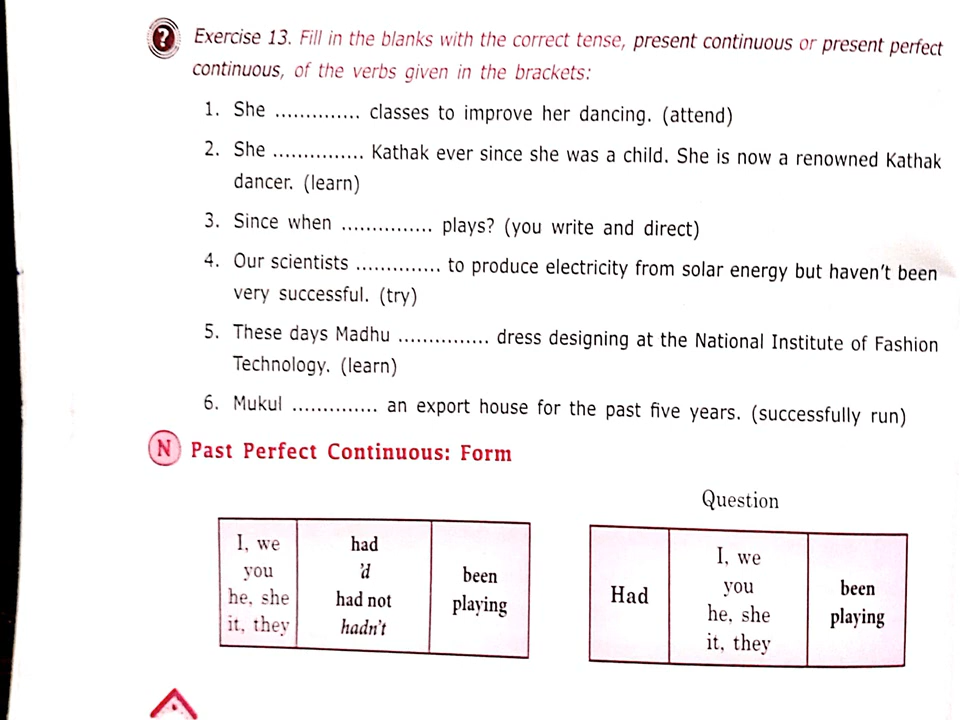 Exercise 13. Fill in the blanks with the correct tense, present continuous or present perfect
continuous, of the verbs given in the brackets:
1. She .............. classes to improve her dancing. (attend)
2. She ............... Kathak ever since she was a child. She is now a renowned Kathak
dancer. (learn)
3. Since when ............... plays? (you write and direct)
4. Our scientists .............. to produce electricity from solar energy but haven't been
very successful. (try)
5. These days Madhu ............... dress designing at the National Institute of Fashion
Technology. (learn)
6. Mukul .............. an export house for the past five years. (successfully run)
N Past Perfect Continuous: Form
I, we
you
he, she
it, they
had
'd
had not
hadn't
been
playing
Question
Had
I, we
you
he, she
it, they
been
playing